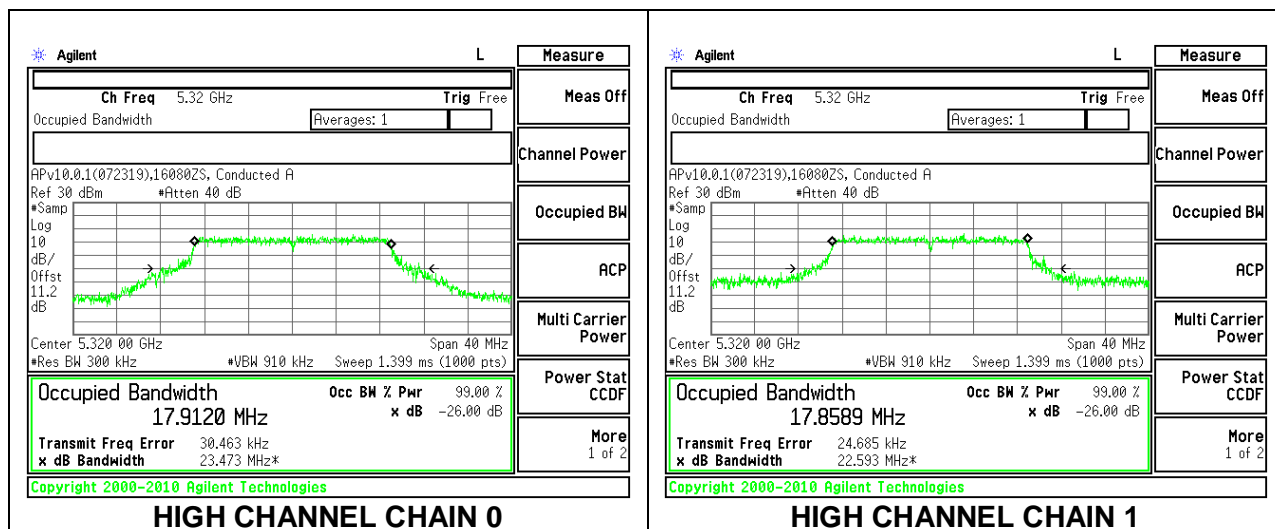 Agilent L
Measure
Ch Freq 5.32 GHz Trig Free
Occupied Bandwidth Averages: 1
APv10.0.1(072319),16080ZS, Conducted A
Ref 30 dBm #Atten 40 dB
#Samp
Log
10
dB/
Offst
11.2
dB
Center 5.320 00 GHz Span 40 MHz
#Res BW 300 kHz #VBW 910 kHz Sweep 1.399 ms (1000 pts)
Occupied Bandwidth Occ BW % Pwr 99.00 %
17.9120 MHz x dB -26.00 dB
Transmit Freq Error 30.463 kHz
x dB Bandwidth 23.473 MHz*
Copyright 2000-2010 Agilent Technologies
Meas Off
Channel Power
Occupied BW
ACP
Multi Carrier
Power
Power Stat
CCDF
More
1 of 2
HIGH CHANNEL CHAIN 0
Agilent L
Measure
Ch Freq 5.32 GHz Trig Free
Occupied Bandwidth Averages: 1
APv10.0.1(072319),16080ZS, Conducted A
Ref 30 dBm #Atten 40 dB
#Samp
Log
10
dB/
Offst
11.2
dB
Center 5.320 00 GHz Span 40 MHz
#Res BW 300 kHz #VBW 910 kHz Sweep 1.399 ms (1000 pts)
Occupied Bandwidth Occ BW % Pwr 99.00 %
17.8589 MHz x dB -26.00 dB
Transmit Freq Error 24.685 kHz
x dB Bandwidth 22.593 MHz*
Copyright 2000-2010 Agilent Technologies
Meas Off
Channel Power
Occupied BW
ACP
Multi Carrier
Power
Power Stat
CCDF
More
1 of 2
HIGH CHANNEL CHAIN 1